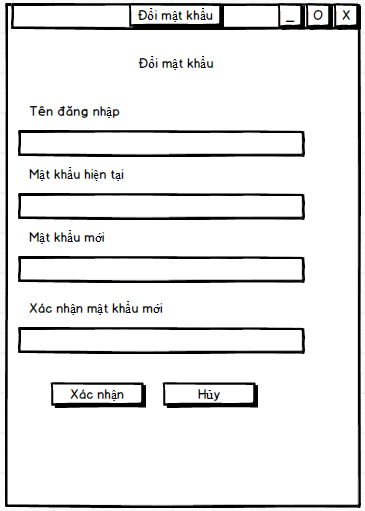 Đổi mật khẩu _ O X
Đổi mật khẩu
Tên đăng nhập
Mật khẩu hiện tại
Mật khẩu mới
Xác nhận mật khẩu mới
Xác nhận Hủy